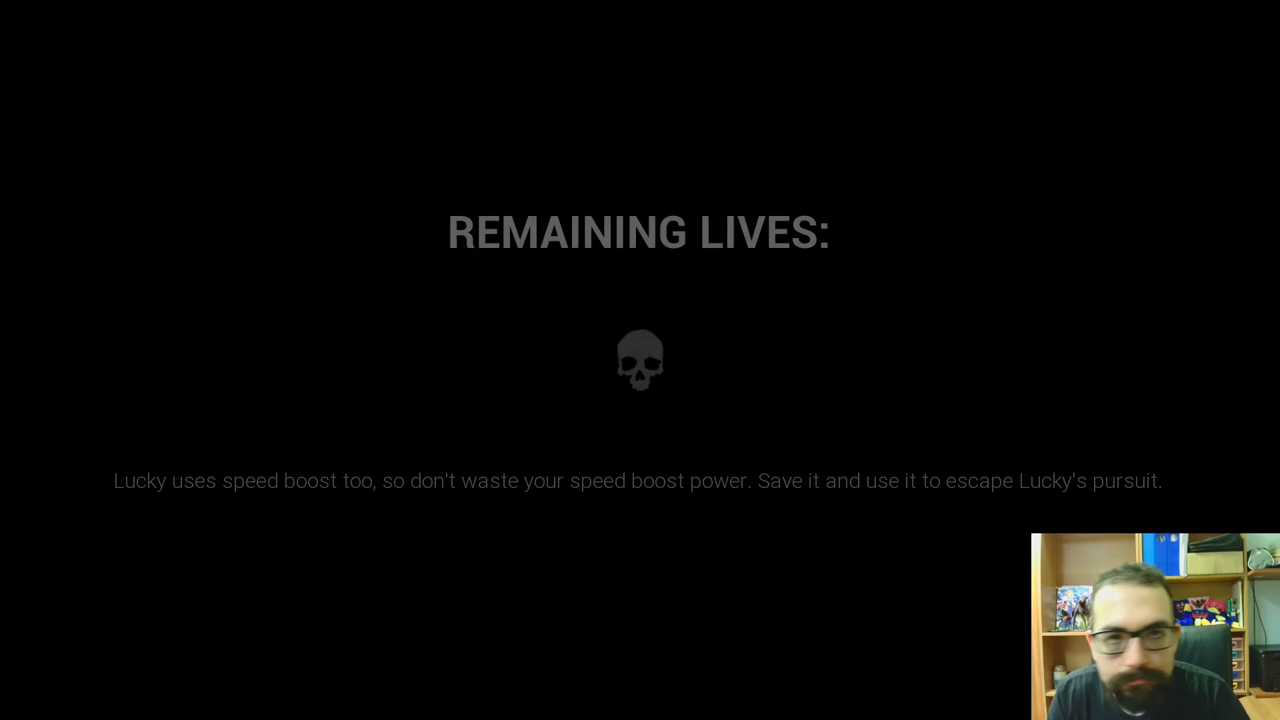 REMAINING LIVES:
Lucky uses speed boost too, so don't waste your speed boost power. Save it and use it to escape Lucky's pursuit.